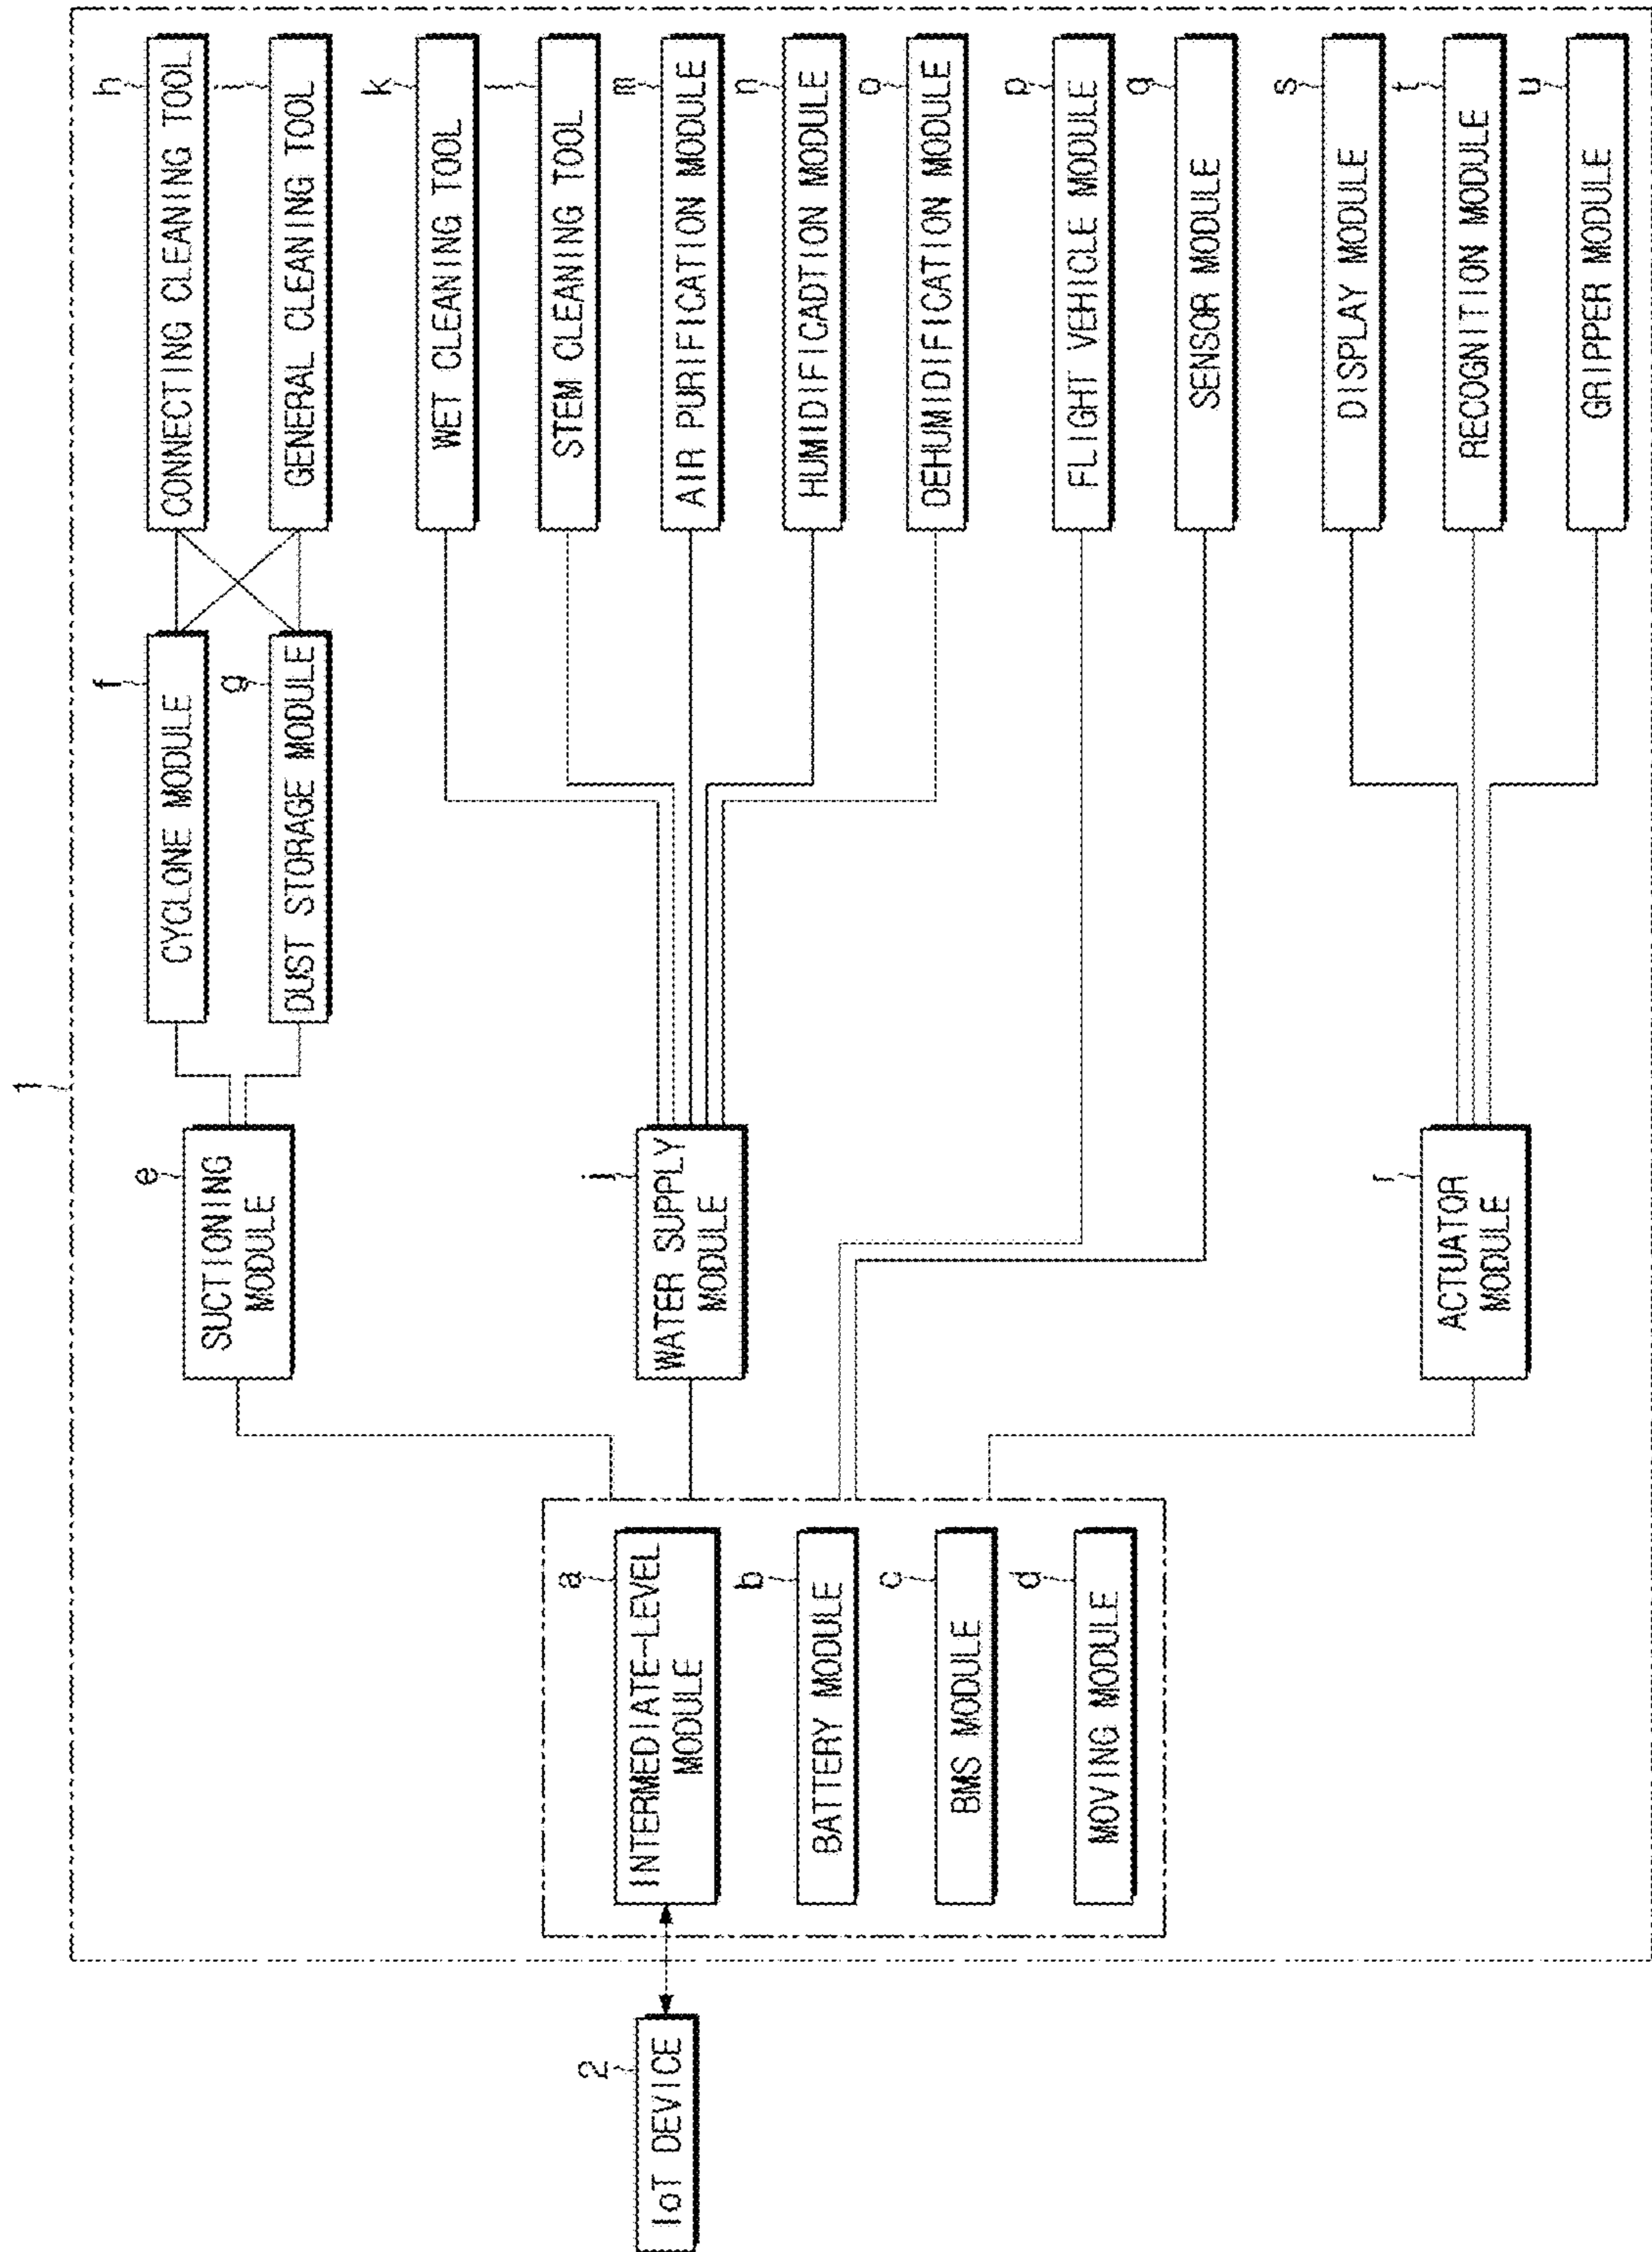 1
2
IoT DEVICE
a
INTERMEDIATE-LEVEL
MODULE
b
BATTERY MODULE
c
BMS MODULE
d
MOVING MODULE
e
SUCTIONING
MODULE
j
WATER SUPPLY
MODULE
r
ACTUATOR
MODULE
f
CYCLONE MODULE
g
DUST STORAGE MODULE
h
CONNECTING CLEANING TOOL
i
GENERAL CLEANING TOOL
k
WET CLEANING TOOL
l
STEM CLEANING TOOL
m
AIR PURIFICATION MODULE
n
HUMIDIFICADTION MODULE
o
DEHUMIDIFICATION MODULE
p
FLIGHT VEHICLE MODULE
q
SENSOR MODULE
s
DISPLAY MODULE
t
RECOGNITION MODULE
u
GRIPPER MODULE